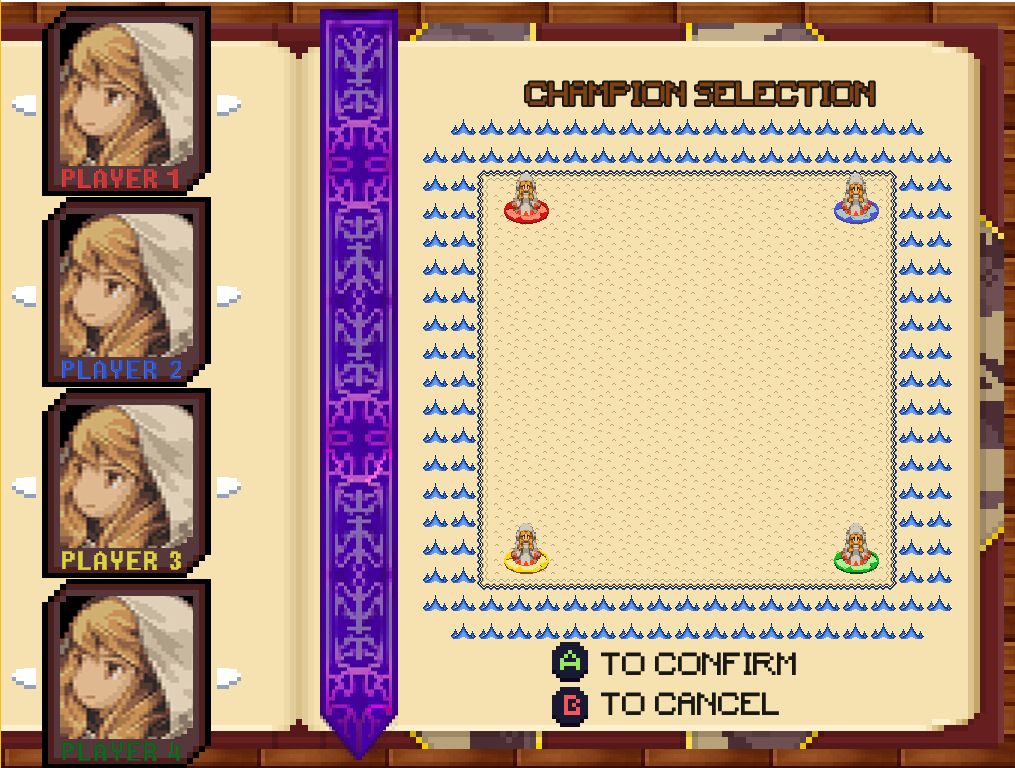 PLAYER 1
PLAYER 2
PLAYER 3
PLAYER 4
CHAMPION SELECTION
A TO CONFIRM
B TO CANCEL